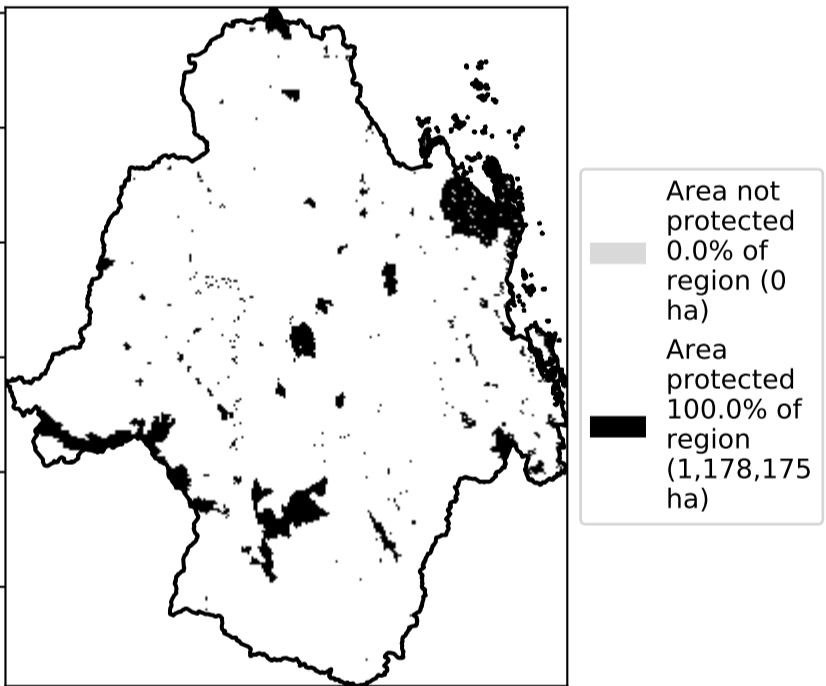 Area not
protected
0.0% of
region (0
ha)
Area
protected
100.0% of
region
(1,178,175
ha)